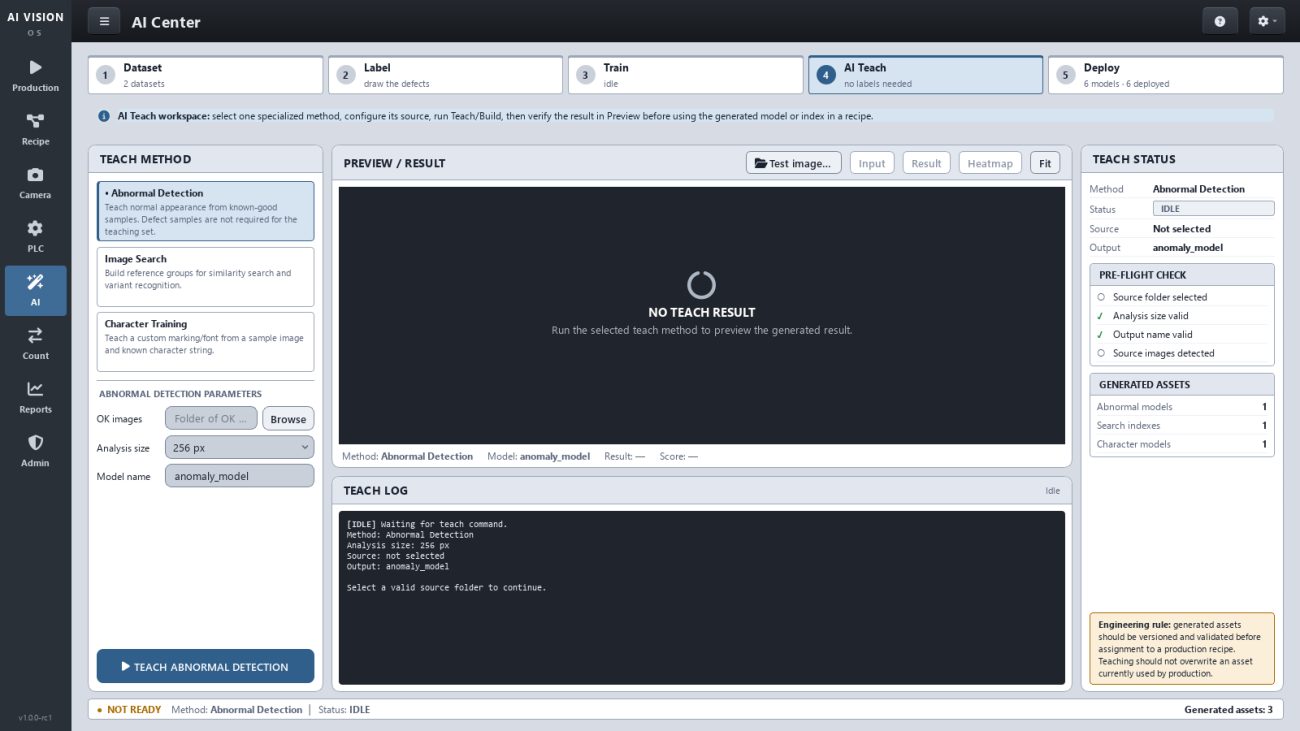 AI VISION
OS
Production
Recipe
Camera
PLC
AI
Count
Reports
Admin
v1.0.0-rc1
AI Center
1
Dataset
2 datasets
2
Label
draw the defects
3
Train
idle
4
AI Teach
no labels needed
5
Deploy
6 models · 6 deployed
AI Teach workspace: select one specialized method, configure its source, run Teach/Build, then verify the result in Preview before using the generated model or index in a recipe.
TEACH METHOD
• Abnormal Detection
Teach normal appearance from known-good
samples. Defect samples are not required for the
teaching set.
Image Search
Build reference groups for similarity search and
variant recognition.
Character Training
Teach a custom marking/font from a sample image
and known character string.
ABNORMAL DETECTION PARAMETERS
OK images Folder of OK ... Browse
Analysis size 256 px
Model name anomaly_model
TEACH ABNORMAL DETECTION
PREVIEW / RESULT
Test image...
Input
Result
Heatmap
Fit
NO TEACH RESULT
Run the selected teach method to preview the generated result.
Method: Abnormal Detection Model: anomaly_model Result: — Score: —
TEACH LOG
Idle
[IDLE] Waiting for teach command.
Method: Abnormal Detection
Analysis size: 256 px
Source: not selected
Output: anomaly_model
Select a valid source folder to continue.
TEACH STATUS
Method Abnormal Detection
Status IDLE
Source Not selected
Output anomaly_model
PRE-FLIGHT CHECK
Source folder selected
✓ Analysis size valid
✓ Output name valid
Source images detected
GENERATED ASSETS
Abnormal models 1
Search indexes 1
Character models 1
Engineering rule: generated assets
should be versioned and validated before
assignment to a production recipe.
Teaching should not overwrite an asset
currently used by production.
● NOT READY Method: Abnormal Detection | Status: IDLE
Generated assets: 3